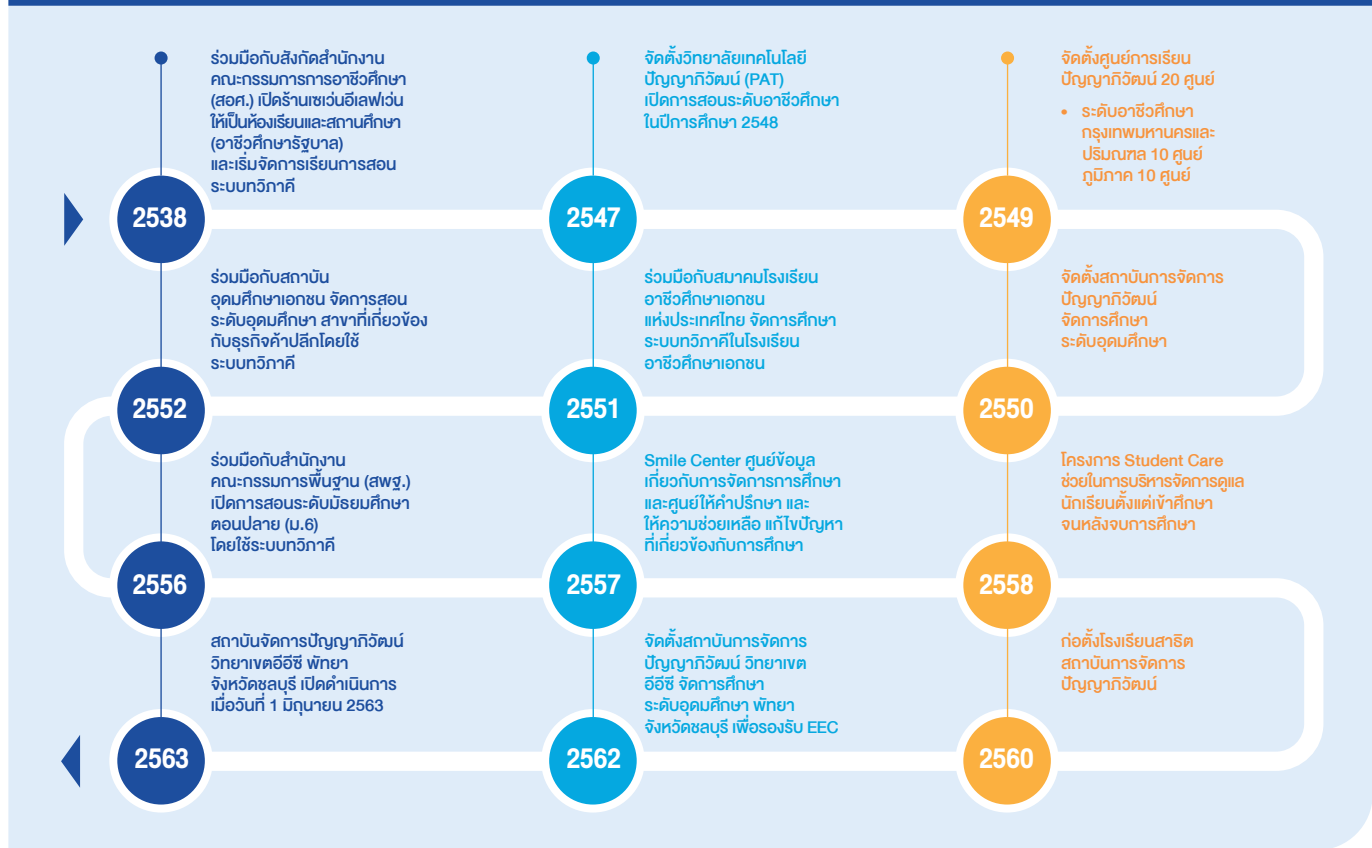 ร่วมมือกับสังกัดสำนักงาน
คณะกรรมการการอาชีวศึกษา
(สอศ.) เปิดร้านเซเว่นอีเลฟเว่น
ให้เป็นห้องเรียนและสถานศึกษา
(อาชีวศึกษารัฐบาล)
และเริ่มจัดการเรียนการสอน
ระบบทวิภาคี
2538
จัดตั้งวิทยาลัยเทคโนโลยี
ปัญญาภิวัฒน์ (PAT)
เปิดการสอนระดับอาชีวศึกษา
ในปีการศึกษา 2548
2547
จัดตั้งศูนย์การเรียน
ปัญญาภิวัฒน์ 20 ศูนย์
• ระดับอาชีวศึกษา
กรุงเทพมหานครและ
ปริมณฑล 10 ศูนย์
ภูมิภาค 10 ศูนย์
2549
จัดตั้งสถาบันการจัดการ
ปัญญาภิวัฒน์
จัดการศึกษา
ระดับอุดมศึกษา
2550
ร่วมมือกับสมาคมโรงเรียน
อาชีวศึกษาเอกชน
แห่งประเทศไทย จัดการศึกษา
ระบบทวิภาคีในโรงเรียน
อาชีวศึกษาเอกชน
2551
ร่วมมือกับสถาบัน
อุดมศึกษาเอกชน จัดการสอน
ระดับอุดมศึกษา สาขาที่เกี่ยวข้อง
กับธุรกิจค้าปลีกโดยใช้
ระบบทวิภาคี
2552
ร่วมมือกับสำนักงาน
คณะกรรมการพื้นฐาน (สพฐ.)
เปิดการสอนระดับมัธยมศึกษา
ตอนปลาย (ม.6)
โดยใช้ระบบทวิภาคี
2556
Smile Center ศูนย์ข้อมูล
เกี่ยวกับการจัดการการศึกษา
และศูนย์ให้คำปรึกษา และ
ให้ความช่วยเหลือ แก้ไขปัญหา
ที่เกี่ยวข้องกับการศึกษา
2557
โครงการ Student Care
ช่วยในการบริหารจัดการดูแล
นักเรียนตั้งแต่เข้าศึกษา
จนหลังจบการศึกษา
2558
ก่อตั้งโรงเรียนสาธิต
สถาบันการจัดการ
ปัญญาภิวัฒน์
2560
จัดตั้งสถาบันการจัดการ
ปัญญาภิวัฒน์ วิทยาเขต
อีอีซี จัดการศึกษา
ระดับอุดมศึกษา พัทยา
จังหวัดชลบุรี เพื่อรองรับ EEC
2562
สถาบันจัดการปัญญาภิวัฒน์
วิทยาเขตอีอีซี พัทยา
จังหวัดชลบุรี เปิดดำเนินการ
เมื่อวันที่ 1 มิถุนายน 2563
2563